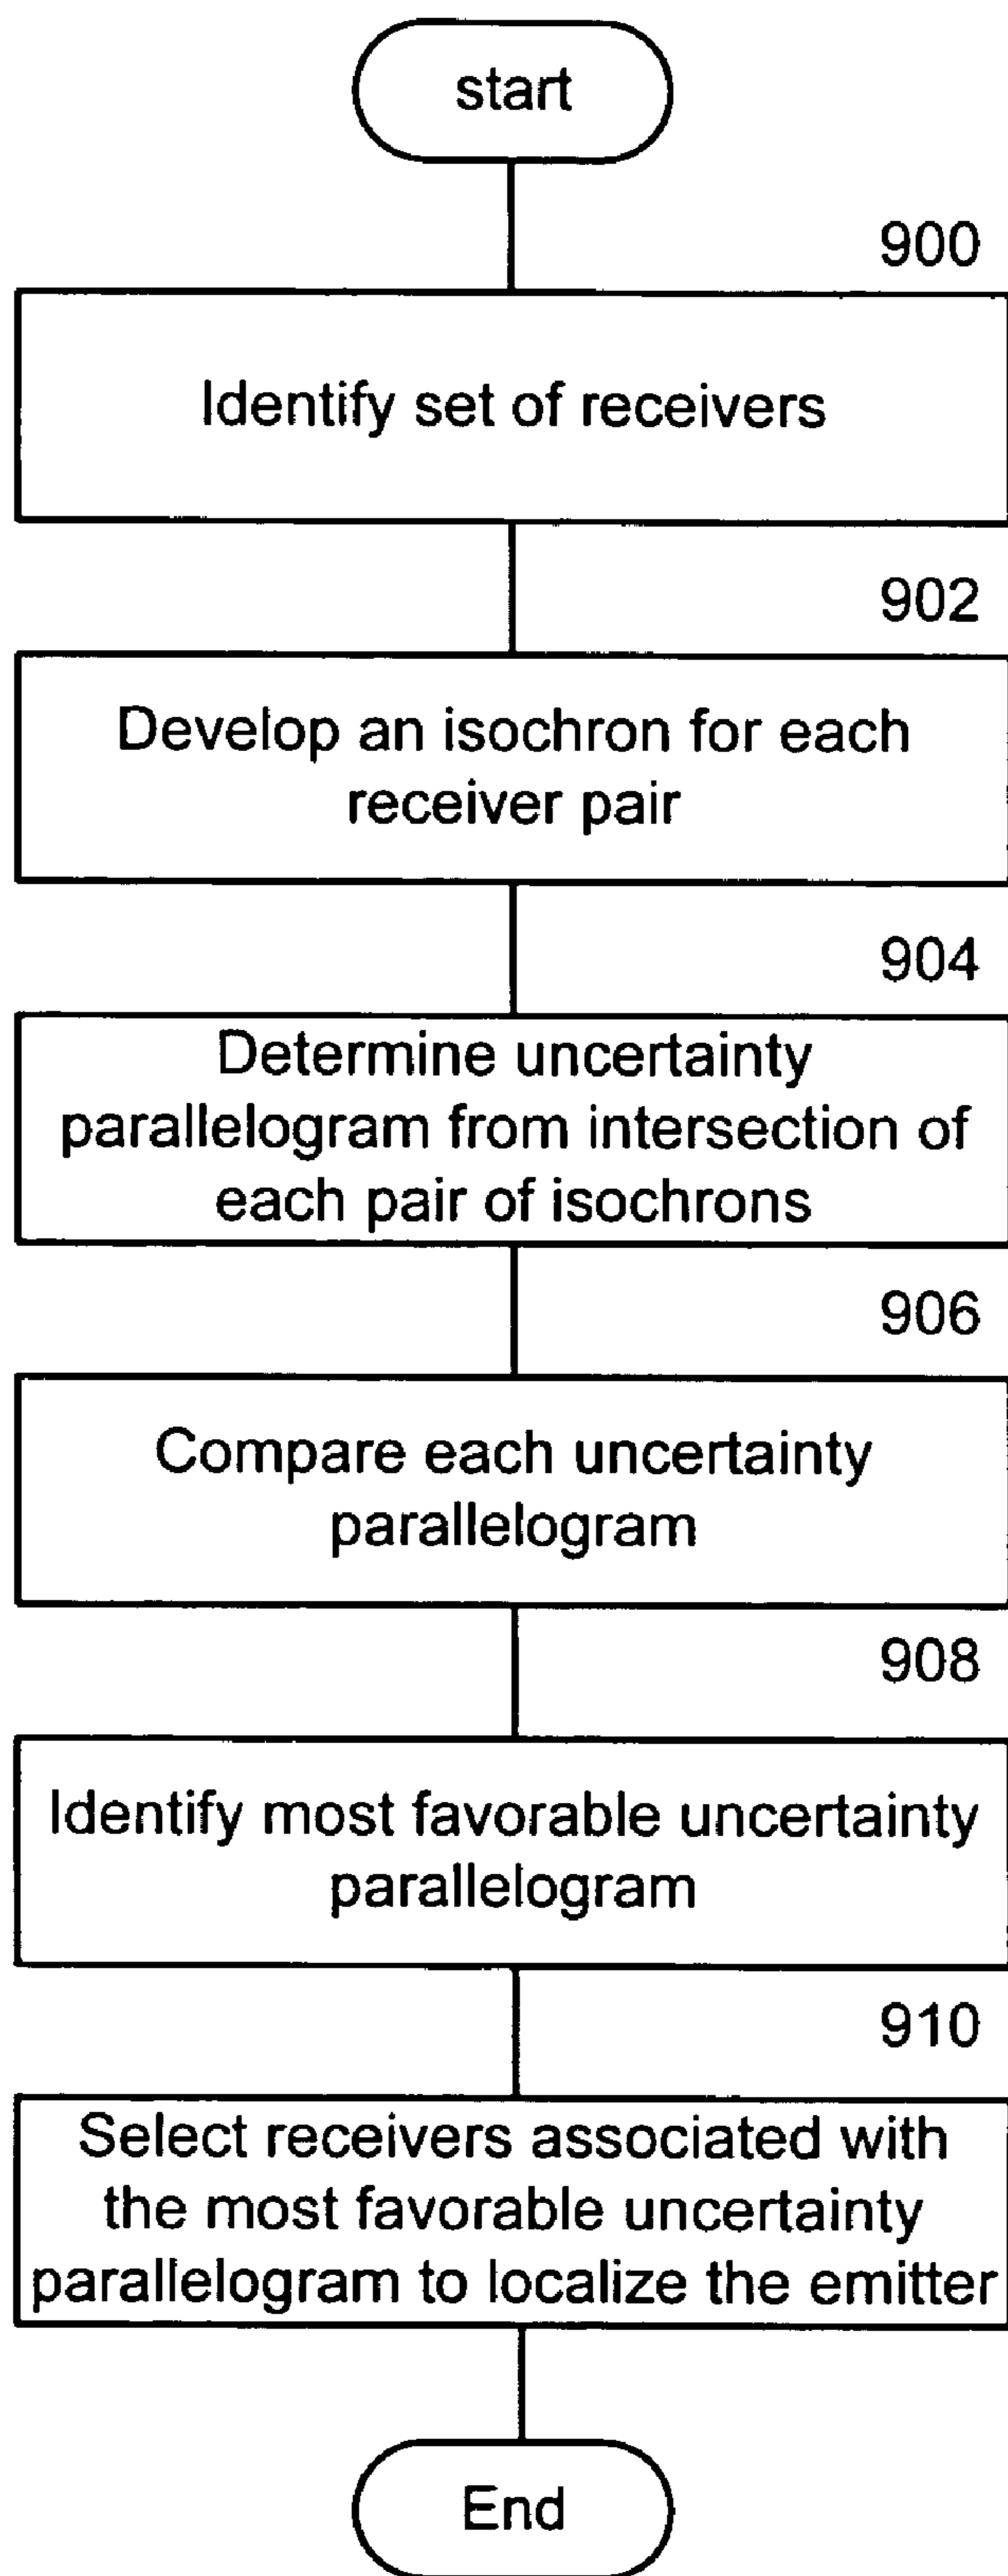 start
900
Identify set of receivers
902
Develop an isochron for each
receiver pair
904
Determine uncertainty
parallelogram from intersection of
each pair of isochrons
906
Compare each uncertainty
parallelogram
908
Identify most favorable uncertainty
parallelogram
910
Select receivers associated with
the most favorable uncertainty
parallelogram to localize the emitter
End